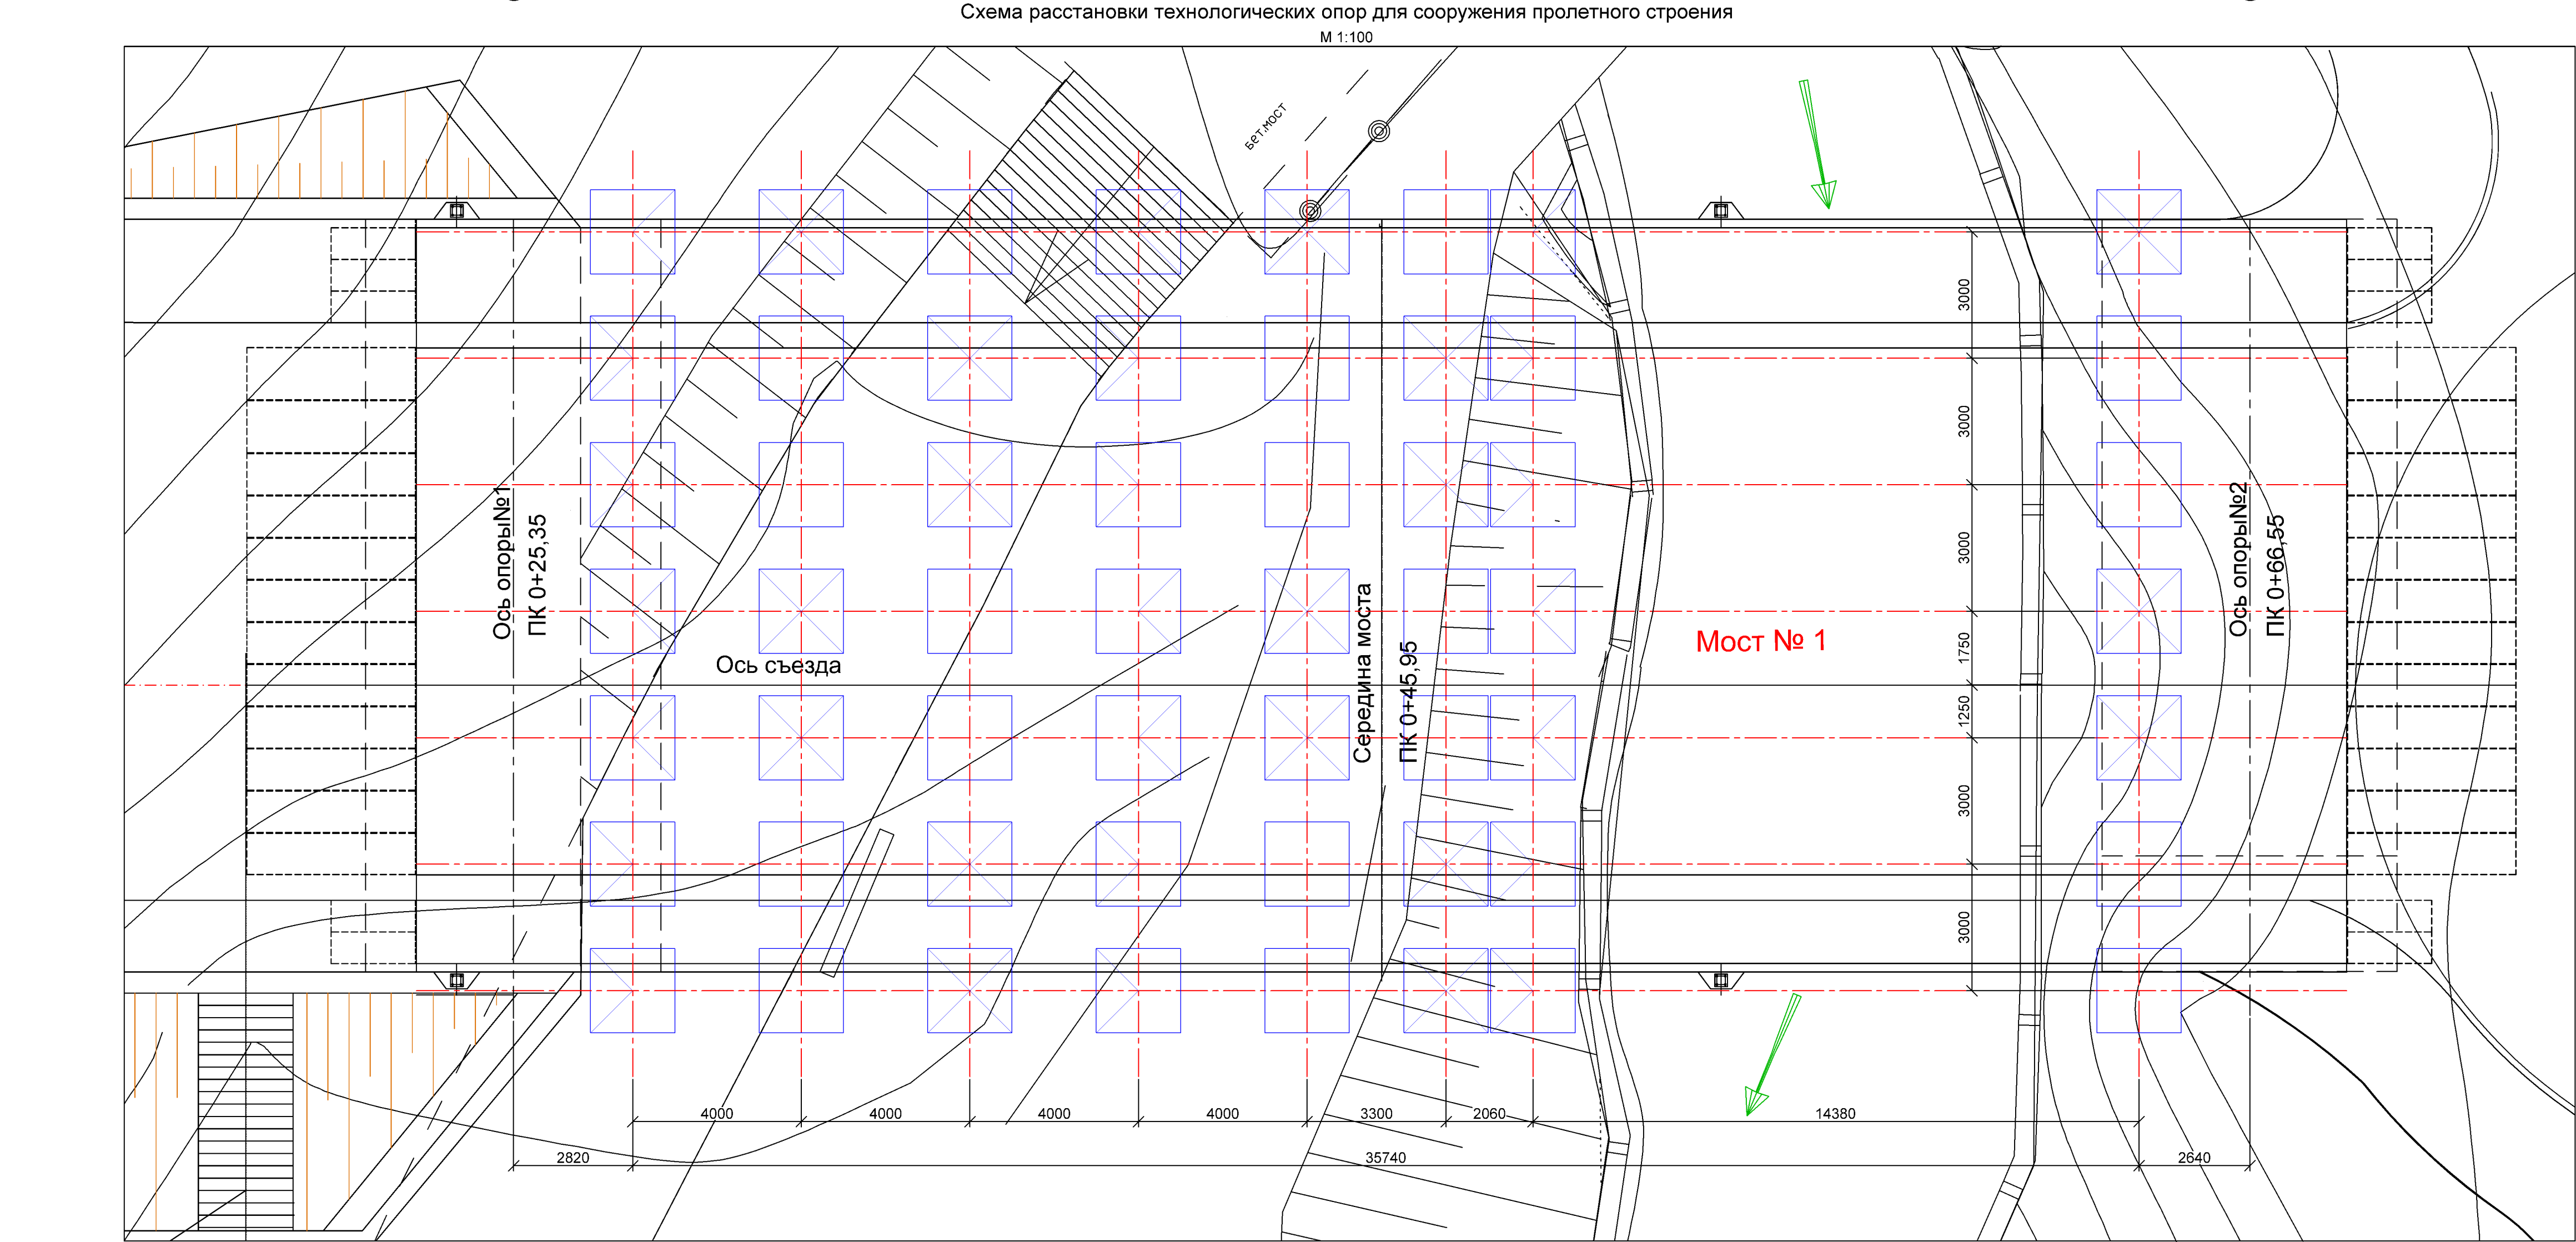 Схема расстановки технологических опор для сооружения пролетного строения
М 1:100
Бет.мост
3000
3000
3000
1750
1250
3000
3000
Ось опоры№1
ПК 0+25,35
Ось съезда
Середина моста
ПК 0+45,95
Мост № 1
Ось опоры№2
ПК 0+66,55
4000
4000
4000
4000
3300
2060
14380
2820
35740
2640